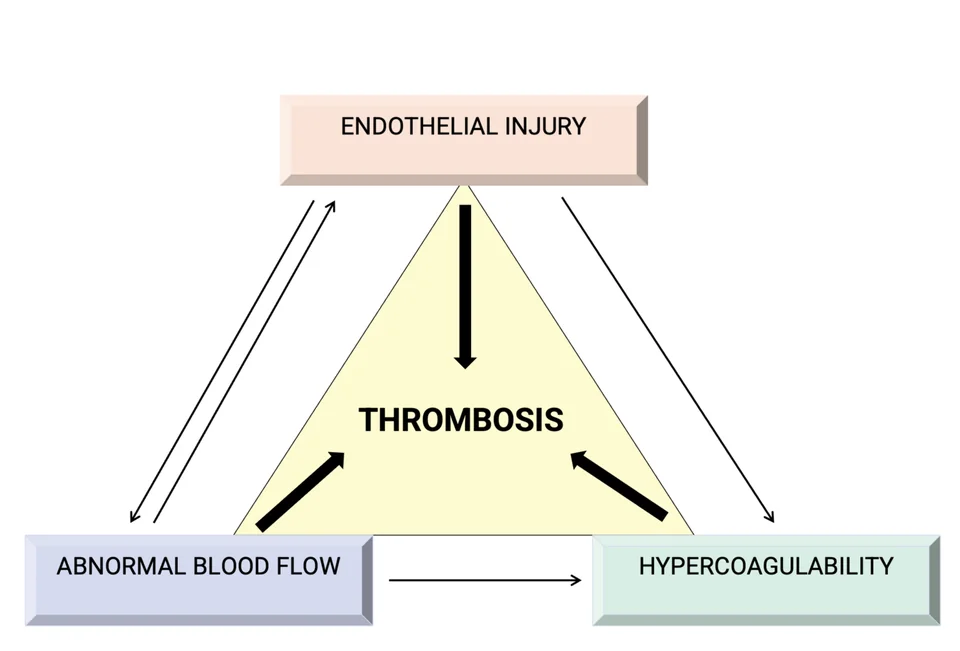 ENDOTHELIAL INJURY
THROMBOSIS
ABNORMAL BLOOD FLOW
HYPERCOAGULABILITY